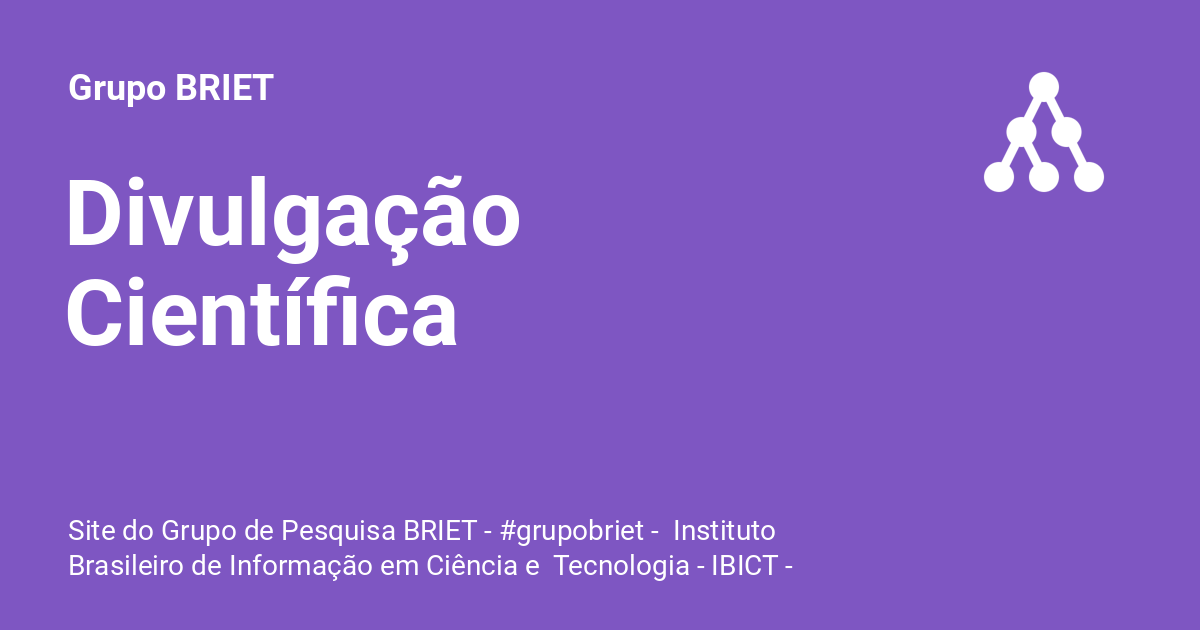 Grupo BRIET
Divulgação
Científica
Site do Grupo de Pesquisa BRIET - #grupobriet -  Instituto
Brasileiro de Informação em Ciência e  Tecnologia - IBICT -